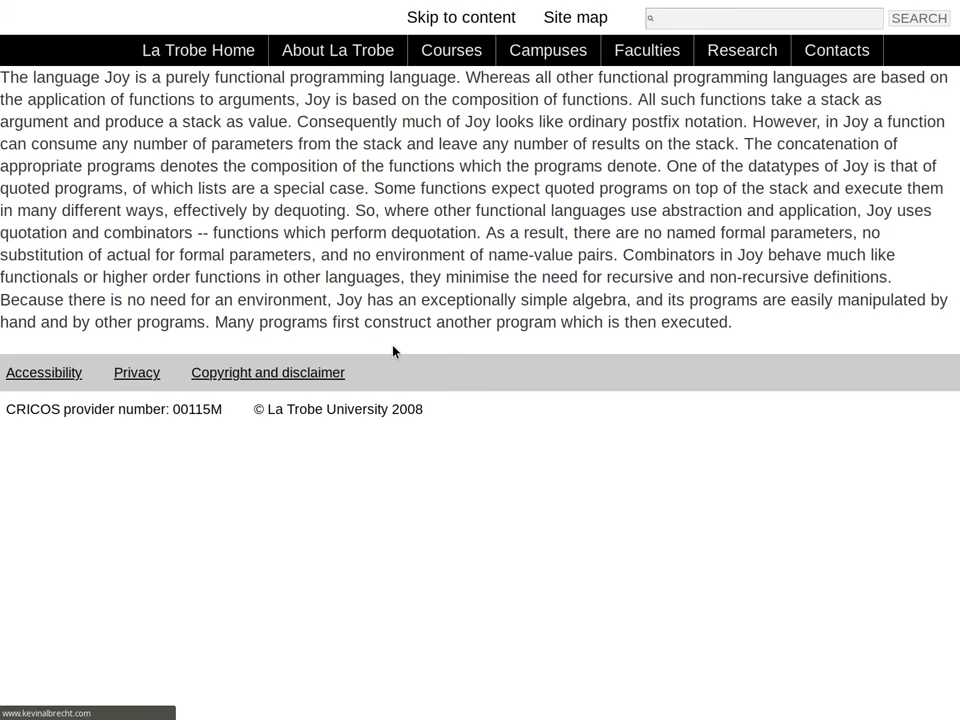 Skip to content Site map SEARCH
La Trobe Home About La Trobe Courses Campuses Faculties Research Contacts
The language Joy is a purely functional programming language. Whereas all other functional programming languages are based on
the application of functions to arguments, Joy is based on the composition of functions. All such functions take a stack as
argument and produce a stack as value. Consequently much of Joy looks like ordinary postfix notation. However, in Joy a function
can consume any number of parameters from the stack and leave any number of results on the stack. The concatenation of
appropriate programs denotes the composition of the functions which the programs denote. One of the datatypes of Joy is that of
quoted programs, of which lists are a special case. Some functions expect quoted programs on top of the stack and execute them
in many different ways, effectively by dequoting. So, where other functional languages use abstraction and application, Joy uses
quotation and combinators -- functions which perform dequotation. As a result, there are no named formal parameters, no
substitution of actual for formal parameters, and no environment of name-value pairs. Combinators in Joy behave much like
functionals or higher order functions in other languages, they minimise the need for recursive and non-recursive definitions.
Because there is no need for an environment, Joy has an exceptionally simple algebra, and its programs are easily manipulated by
hand and by other programs. Many programs first construct another program which is then executed.
Accessibility Privacy Copyright and disclaimer
CRICOS provider number: 00115M © La Trobe University 2008
www.kevinalbrecht.com